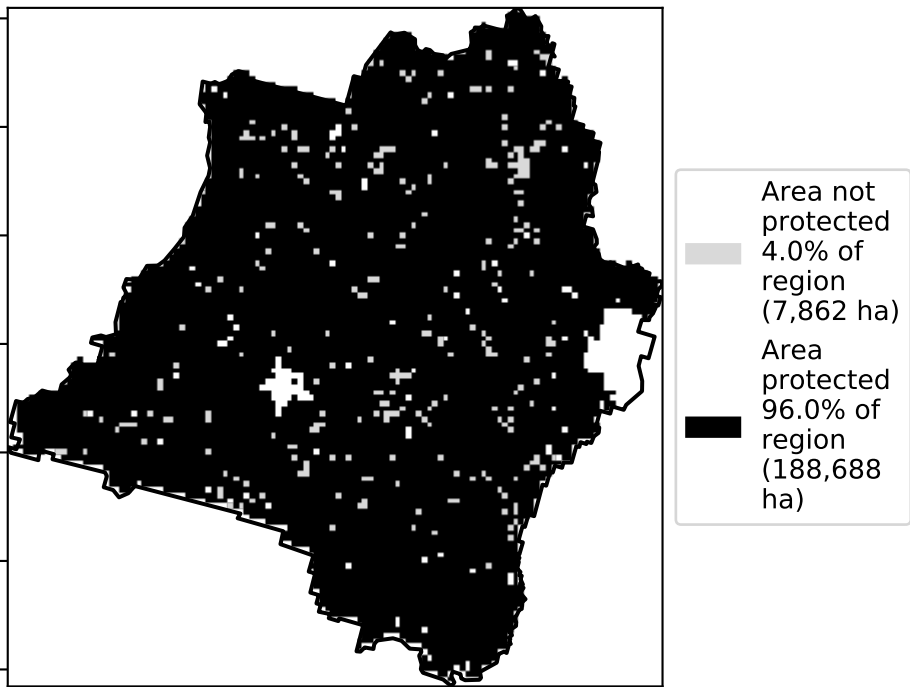 Area not
protected
4.0% of
region
(7,862 ha)
Area
protected
96.0% of
region
(188,688
ha)